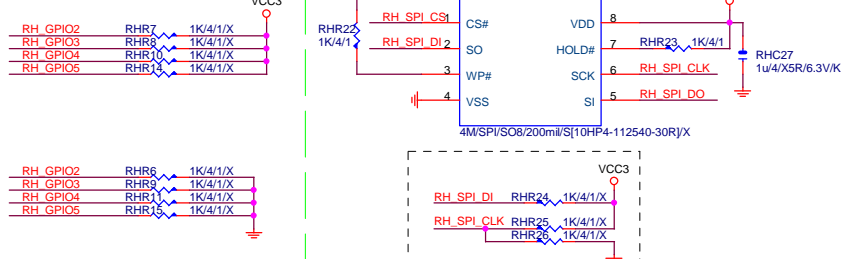 VCC3
RH_GPIO2 RHR7 1K/4/1/X
RH_GPIO3 RHR8 1K/4/1/X
RH_GPIO4 RHR10 1K/4/1/X
RH_GPIO5 RHR14 1K/4/1/X
RHR22
1K/4/1
RH_SPI_CS 1 CS# VDD 8
RH_SPI_DI 2 SO HOLD# 7 RHR23 1K/4/1
3 WP# SCK 6 RH_SPI_CLK
4 VSS SI 5 RH_SPI_DO
RHC27
1u/4/X5R/6.3V/K
4M/SPI/SO8/200mil/S[10HP4-112540-30R]/X
RH_GPIO2 RHR6 1K/4/1/X
RH_GPIO3 RHR9 1K/4/1/X
RH_GPIO4 RHR11 1K/4/1/X
RH_GPIO5 RHR15 1K/4/1/X
VCC3
RH_SPI_DI RHR24 1K/4/1/X
RH_SPI_CLK RHR25 1K/4/1/X
RHR26 1K/4/1/X